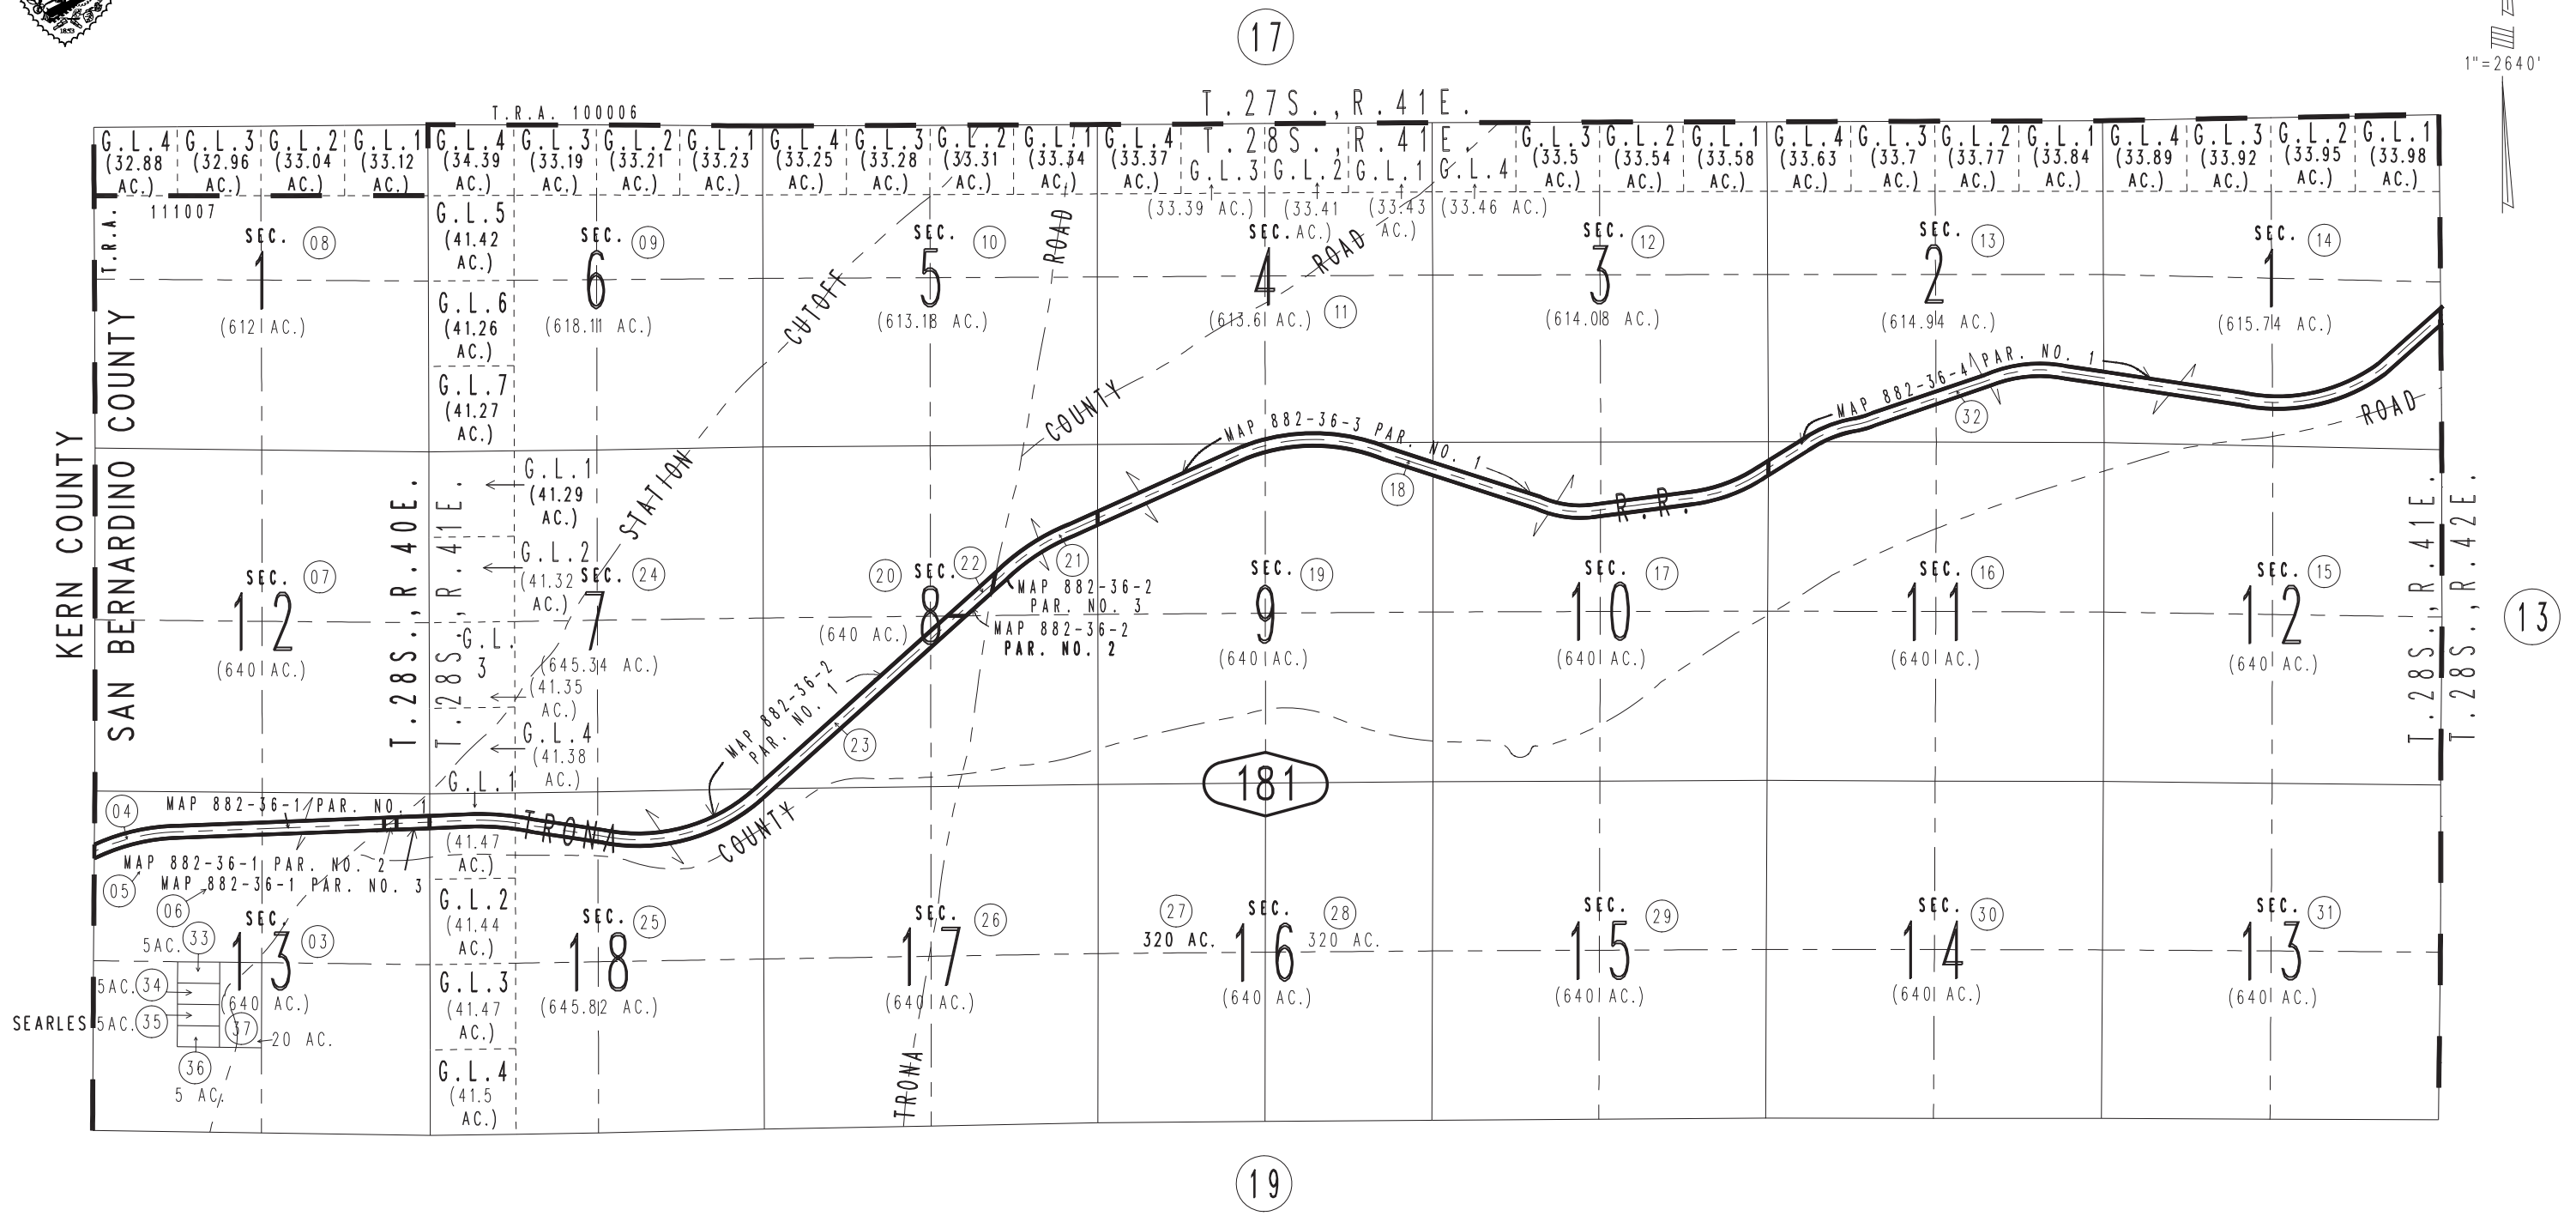 1853
17
1"=2640'
T.27S.,R.41E.
T.R.A. 100006
T.28S.,R.41E.
G.L.4 G.L.3 G.L.2 G.L.1 G.L.4 G.L.3 G.L.2 G.L.1 G.L.4 G.L.3 G.L.2 G.L.1 G.L.4 G.L.3 G.L.2 G.L.1 G.L.4 G.L.3 G.L.2 G.L.1 G.L.4 G.L.3 G.L.2 G.L.1
(32.88 (32.96 (33.04 (33.12 (34.39 (33.19 (33.21 (33.23 (33.25 (33.28 (33.31 (33.34 (33.37 (33.5 (33.54 (33.58 (33.63 (33.7 (33.77 (33.84 (33.89 (33.92 (33.95 (33.98
AC.) AC.) AC.) AC.) AC.) AC.) AC.) AC.) AC.) AC.) AC.) AC.) AC.) AC.) AC.) AC.) AC.) AC.) AC.) AC.) AC.) AC.) AC.) AC.)
G.L.3 G.L.2 G.L.1 G.L.4
(33.39 AC.) (33.41 (33.43 (33.46 AC.)
AC.) AC.)
T.R.A.
111007
G.L.5
(41.42
AC.)
G.L.6
(41.26
AC.)
G.L.7
(41.27
AC.)
SEC. 08
1
(612 AC.)
SEC. 09
6
(618.11 AC.)
SEC. 10
5
(613.18 AC.)
SEC.
4
(613.61 AC.) 11
SEC. 12
3
(614.08 AC.)
SEC. 13
2
(614.94 AC.)
SEC. 14
1
(615.74 AC.)
CUTOFF
STATION
ROAD
COUNTY
ROAD
MAP 882-36-3 PAR. NO. 1
18
MAP 882-36-4 PAR. NO. 1
32
ROAD
KERN COUNTY
SAN BERNARDINO COUNTY
T.28S.,R.40E.
T.28S.,R.41E.
G.L.1
(41.29
AC.)
G.L.2
(41.32
AC.)
G.L.
3
(41.35
AC.)
G.L.4
(41.38
AC.)
SEC. 07
12
(640 AC.)
SEC. 24
7
(645.34 AC.)
20 SEC. 22
8
(640 AC.)
21
MAP 882-36-2
PAR. NO. 3
MAP 882-36-2
PAR. NO. 2
MAP 882-36-2
PAR. NO. 1
23
SEC. 19
9
(640 AC.)
R.R.
SEC. 17
10
(640 AC.)
SEC. 16
11
(640 AC.)
SEC. 15
12
(640 AC.)
T.28S.,R.41E.
T.28S.,R.42E.
13
181
04
MAP 882-36-1 PAR. NO. 1
MAP 882-36-1 PAR. NO. 2
05
MAP 882-36-1 PAR. NO. 3
06
G.L.1
(41.47
AC.)
TRONA
COUNTY
G.L.2
(41.44
AC.)
G.L.3
(41.47
AC.)
G.L.4
(41.5
AC.)
SEC. 03
13
(640 AC.)
5AC. 33
5AC. 34
SEARLES 5AC. 35
37
20 AC.
36
5 AC.
SEC. 25
18
(645.82 AC.)
SEC. 26
17
(640 AC.)
TRONA
27 SEC. 28
320 AC. 16 320 AC.
(640 AC.)
SEC. 29
15
(640 AC.)
SEC. 30
14
(640 AC.)
SEC. 31
13
(640 AC.)
19